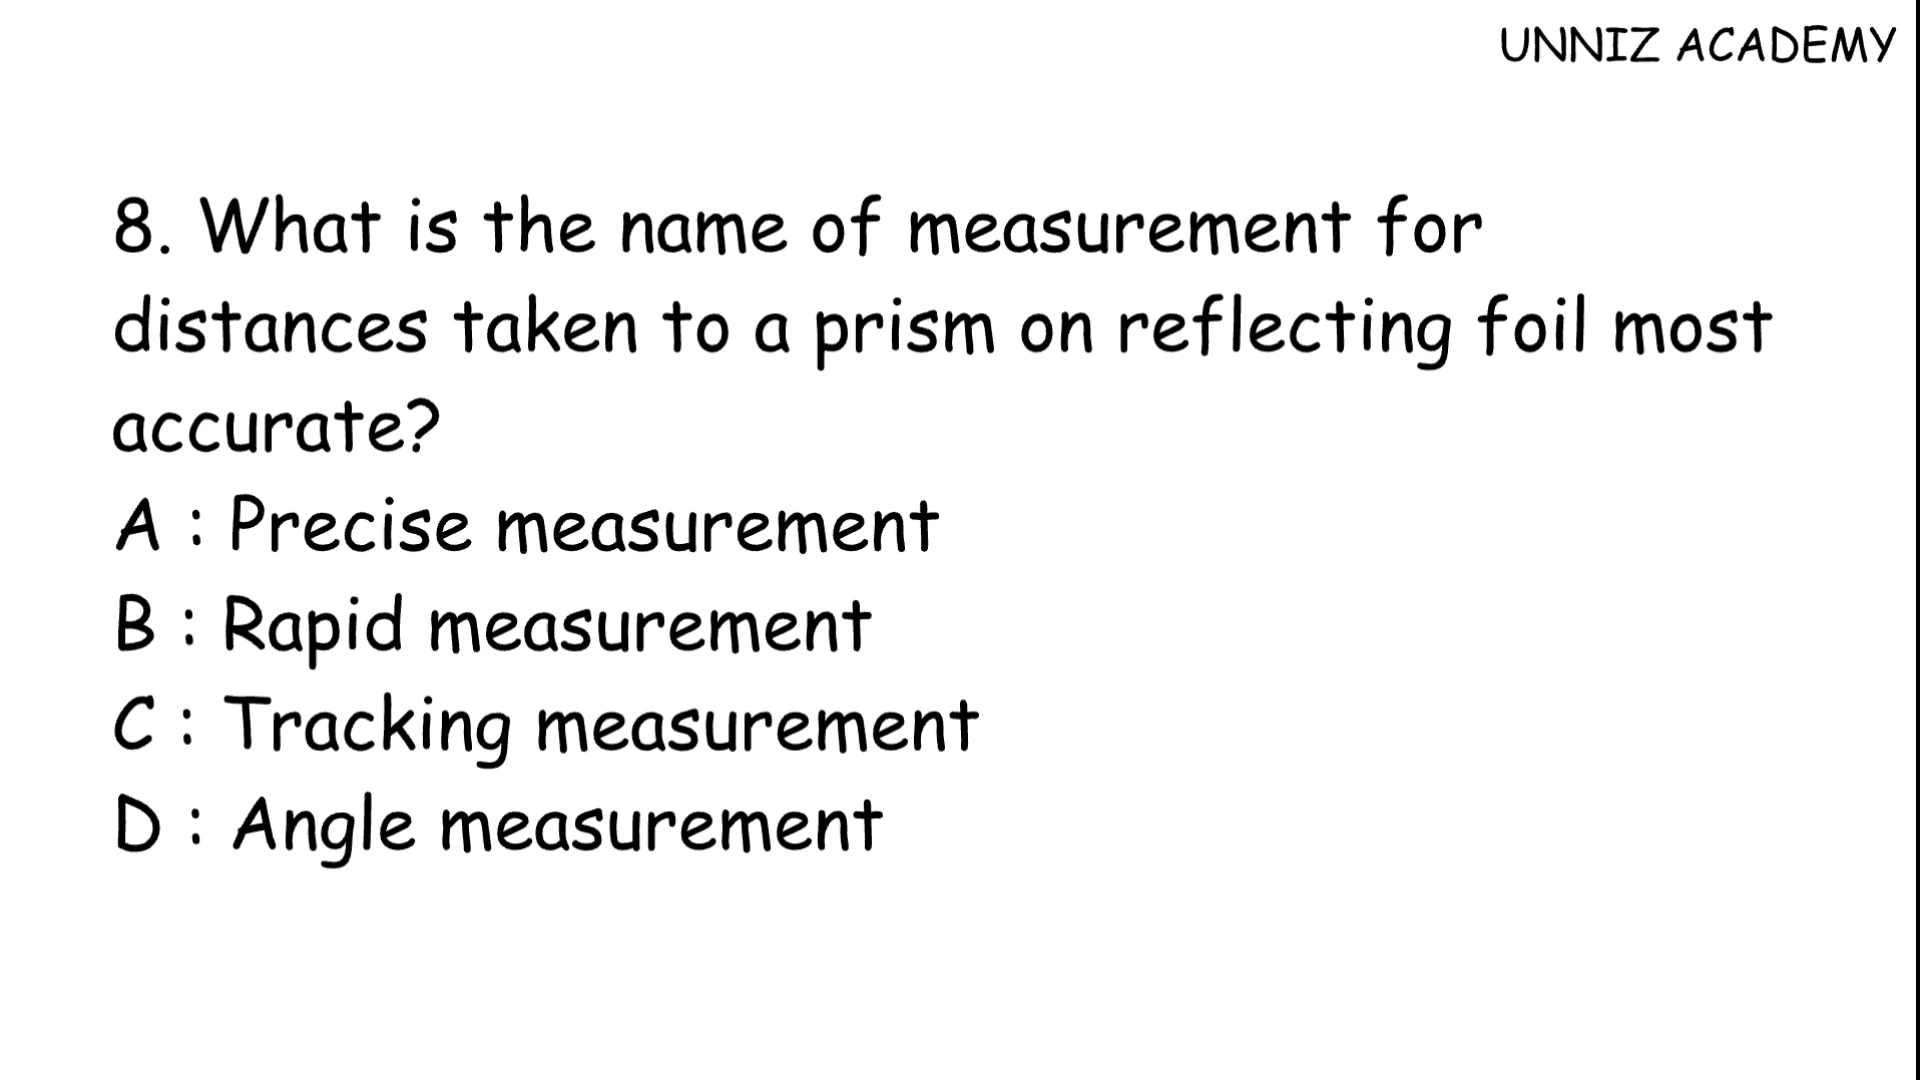 UNNIZ ACADEMY
8. What is the name of measurement for
distances taken to a prism on reflecting foil most
accurate?
A : Precise measurement
B : Rapid measurement
C : Tracking measurement
D : Angle measurement